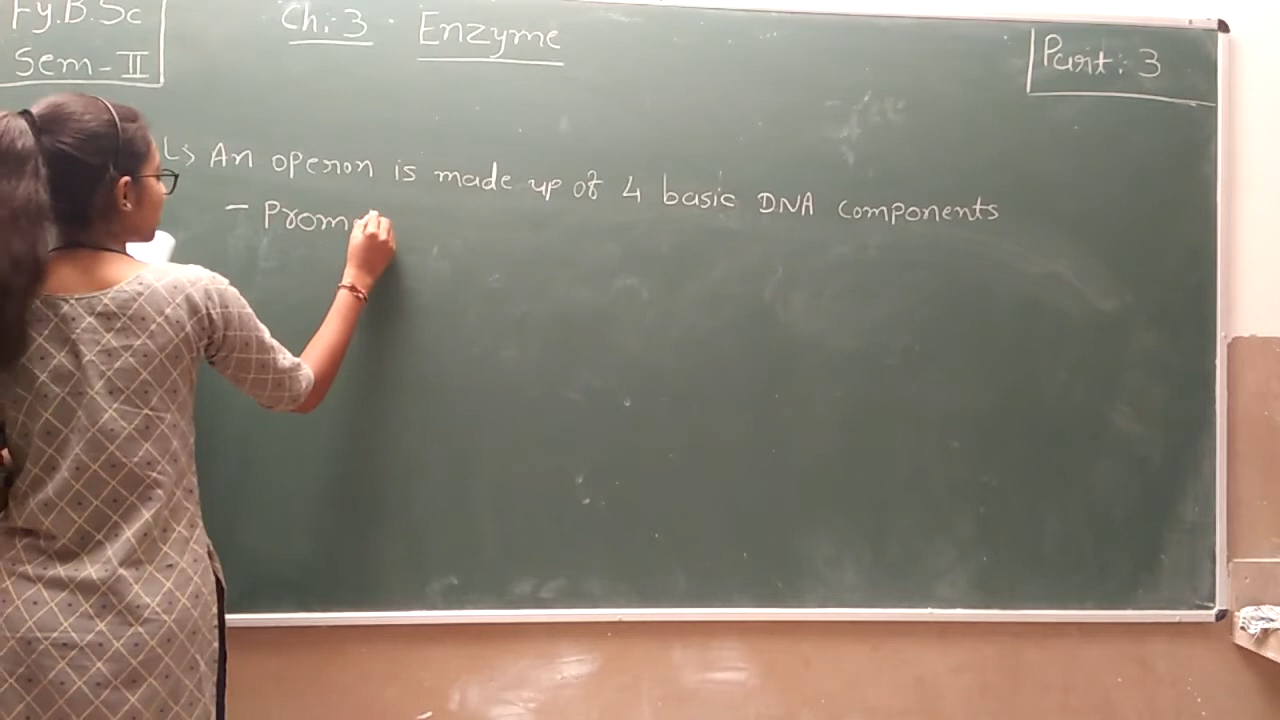 Fy.B.Sc
Sem-II
Ch:3 Enzyme
Part: 3
An operon is made up of 4 basic DNA components
- Prom